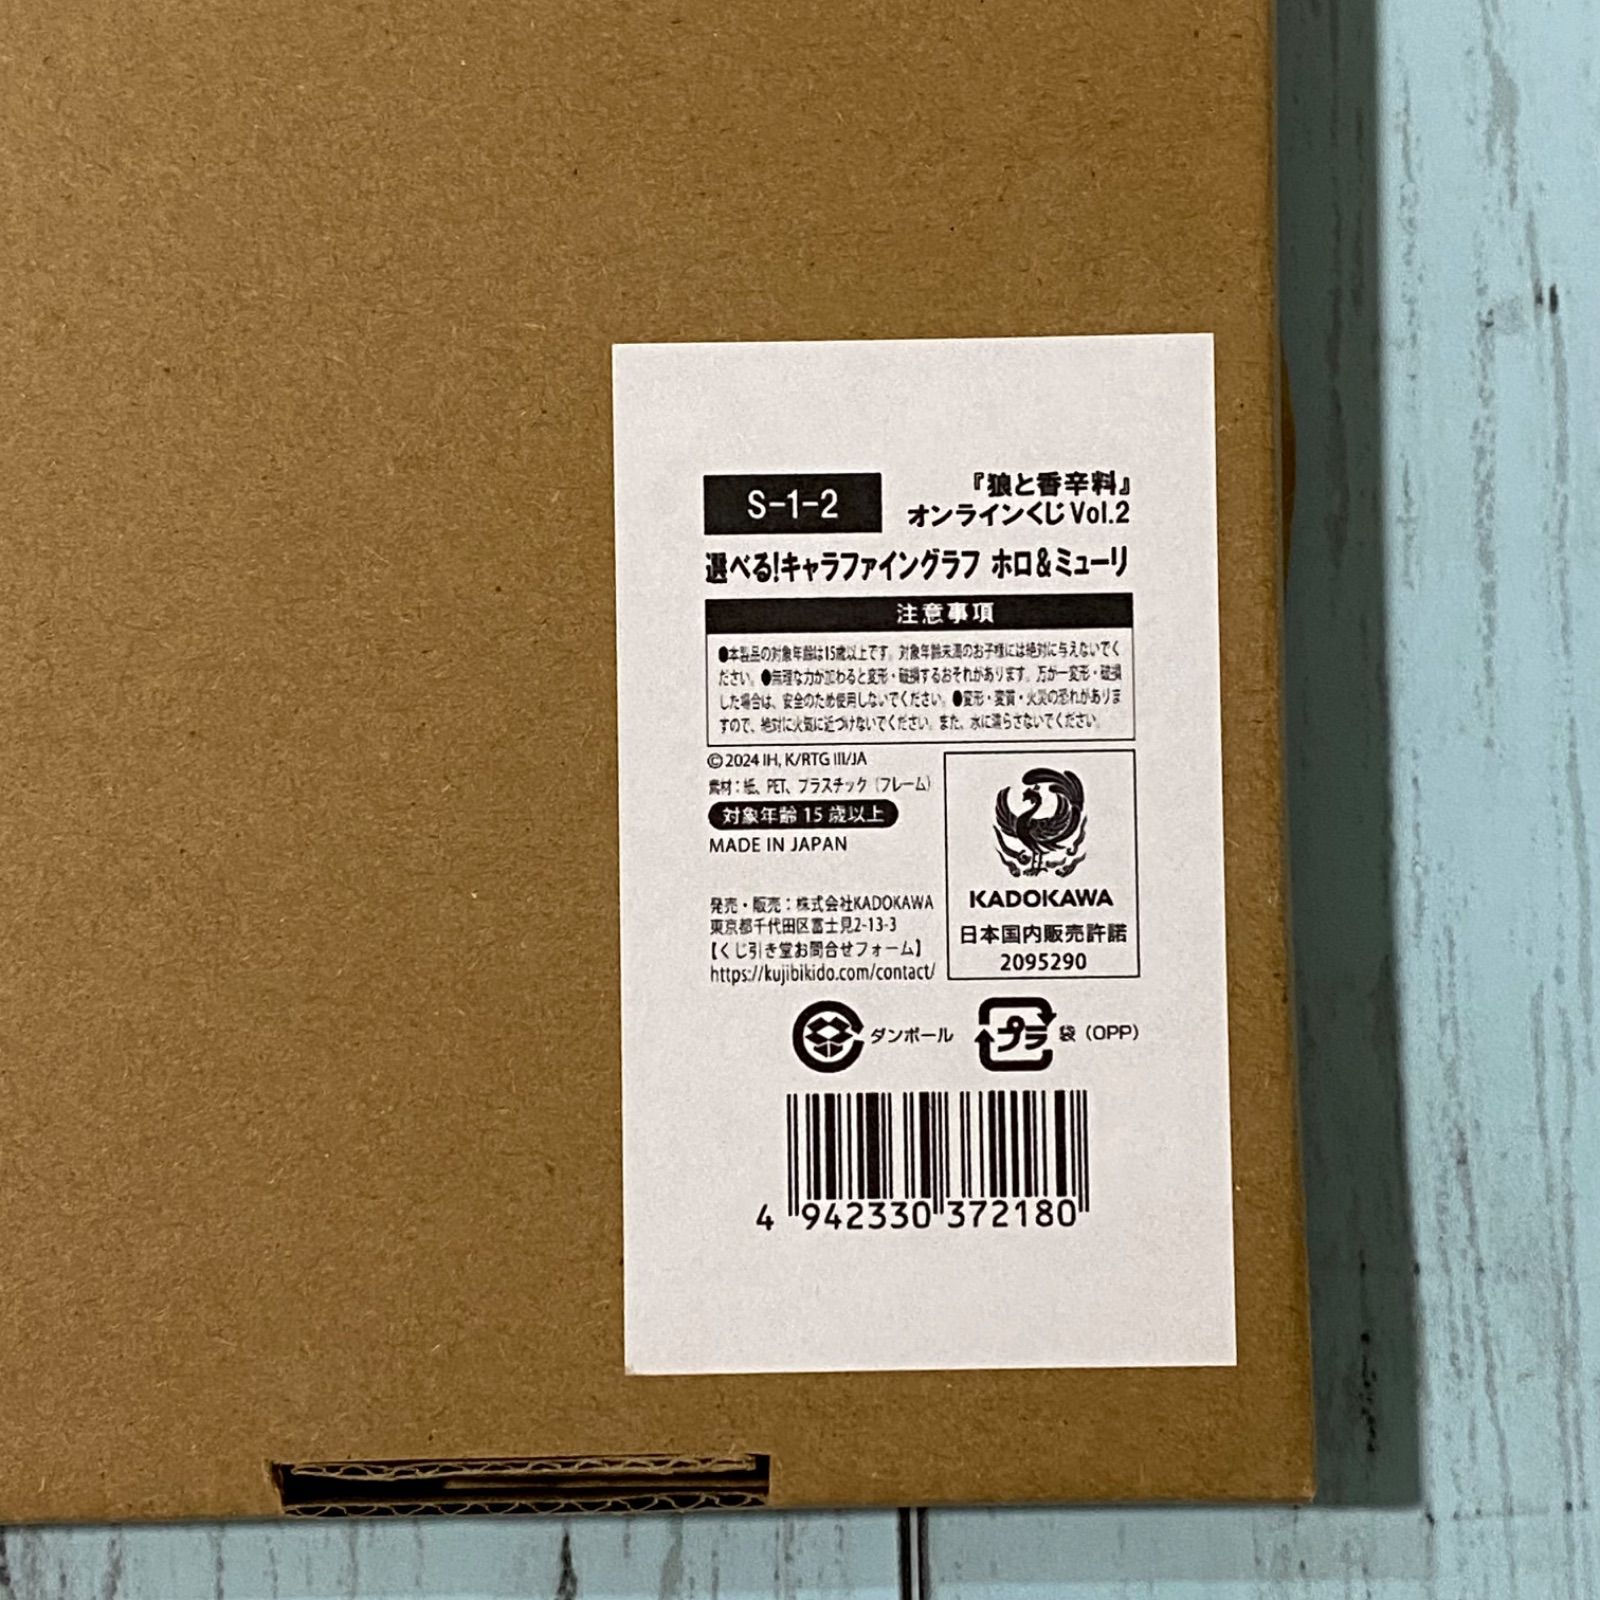 S-1-2
『狼と香辛料』
オンラインくじVol.2
選べる!キャラファイングラフ ホロ&ミューリ
注意事項
●本製品の対象年齢は15歳以上です。対象年齢未満のお子様には絶対に与えないでく
ださい。●無理な力が加わると変形・破損するおそれがあります。万が一変形・破損
した場合は、安全のため使用しないでください。●変形・変質・火災の恐れがありま
すので、絶対に火気に近づけないでください。また、水に濡らさないでください。
©2024 IH, K/RTG III/JA
素材：紙、PET、プラスチック（フレーム）
対象年齢 15 歳以上
MADE IN JAPAN
発売・販売：株式会社KADOKAWA
東京都千代田区富士見2-13-3
【くじ引き堂お問合せフォーム】
https://kujibikido.com/contact/
KADOKAWA
日本国内販売許諾
2095290
ダンボール
プラ 袋（OPP）
4 942330 372180